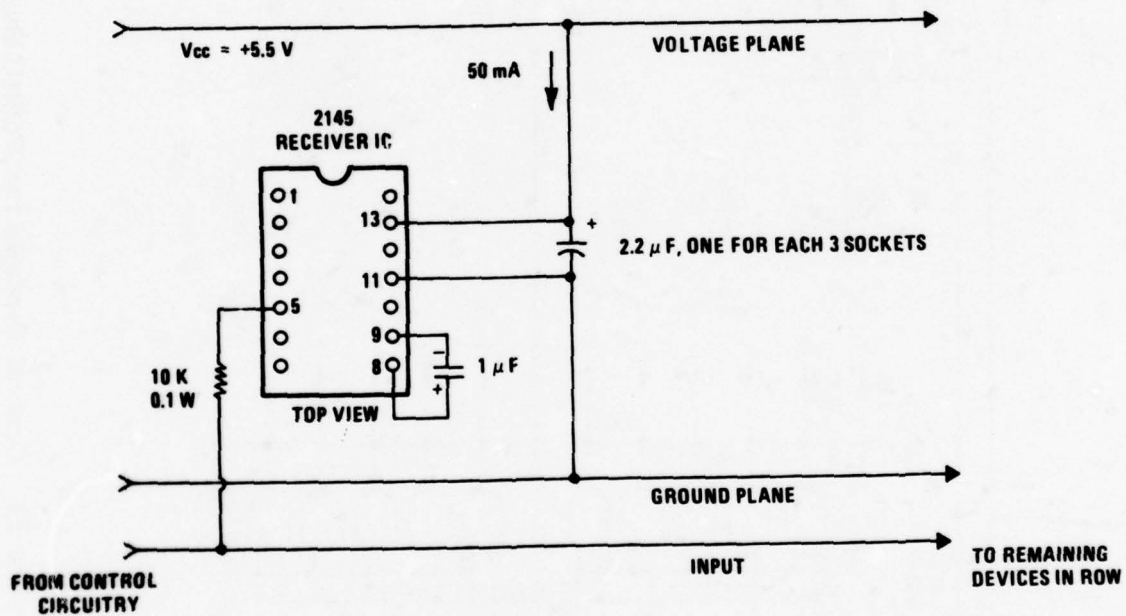 Vcc = +5.5 V
VOLTAGE PLANE
50 mA
2145
RECEIVER IC
1
13
+
2.2 μ F, ONE FOR EACH 3 SOCKETS
11
5
9
−
8
1 μ F
+
10 K
0.1 W
TOP VIEW
GROUND PLANE
INPUT
FROM CONTROL
CIRCUITRY
TO REMAINING
DEVICES IN ROW